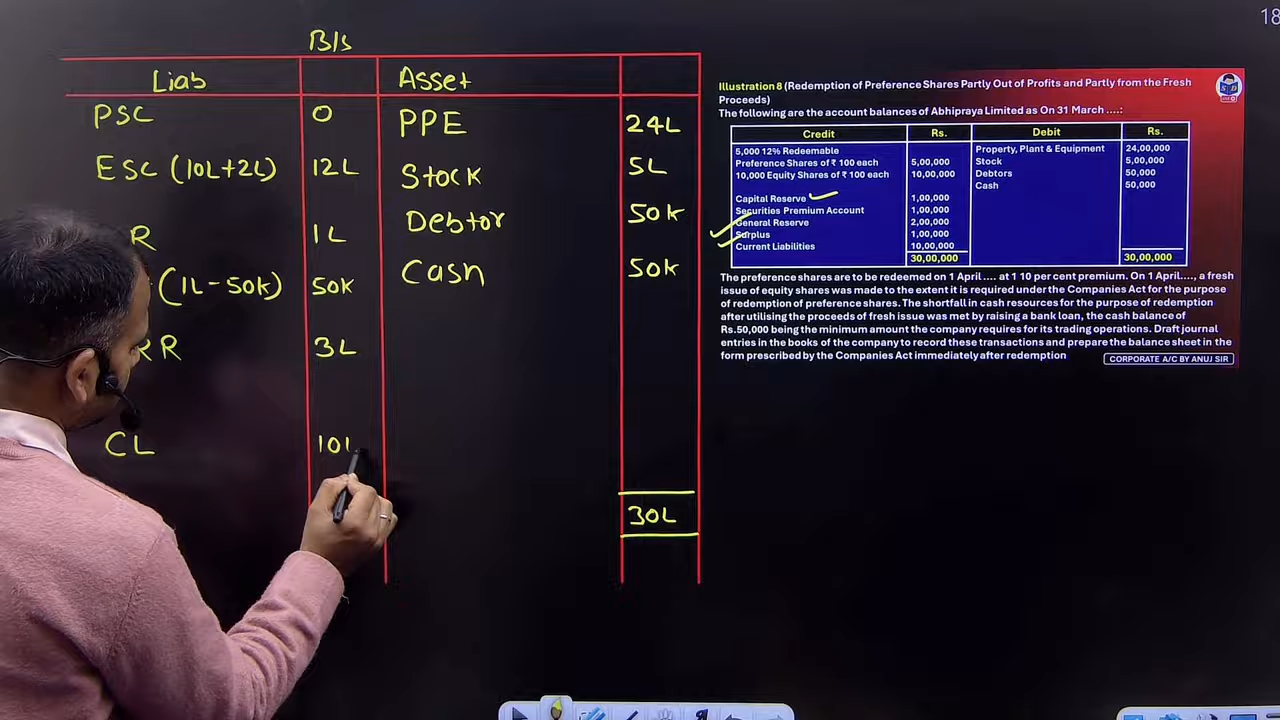 18
B/s
Liab Asset
PSC 0 PPE 24L
ESC (10L+2L) 12L Stock 5L
R 1L Debtor 50K
(1L-50K) 50K Cash 50K
RR 3L
CL 10L
30L
Illustration 8 (Redemption of Preference Shares Partly Out of Profits and Partly from the Fresh
Proceeds)
The following are the account balances of Abhipraya Limited as On 31 March ....:
Credit Rs. Debit Rs.
5,000 12% Redeemable Property, Plant & Equipment 24,00,000
Preference Shares of ₹ 100 each 5,00,000 Stock 5,00,000
10,000 Equity Shares of ₹ 100 each 10,00,000 Debtors 50,000
Cash 50,000
Capital Reserve 1,00,000
Securities Premium Account 1,00,000
General Reserve 2,00,000
Surplus 1,00,000
Current Liabilities 10,00,000
30,00,000 30,00,000
The preference shares are to be redeemed on 1 April .... at 1 10 per cent premium. On 1 April...., a fresh
issue of equity shares was made to the extent it is required under the Companies Act for the purpose
of redemption of preference shares. The shortfall in cash resources for the purpose of redemption
after utilising the proceeds of fresh issue was met by raising a bank loan, the cash balance of
Rs.50,000 being the minimum amount the company requires for its trading operations. Draft journal
entries in the books of the company to record these transactions and prepare the balance sheet in the
form prescribed by the Companies Act immediately after redemption
CORPORATE A/C BY ANUJ SIR